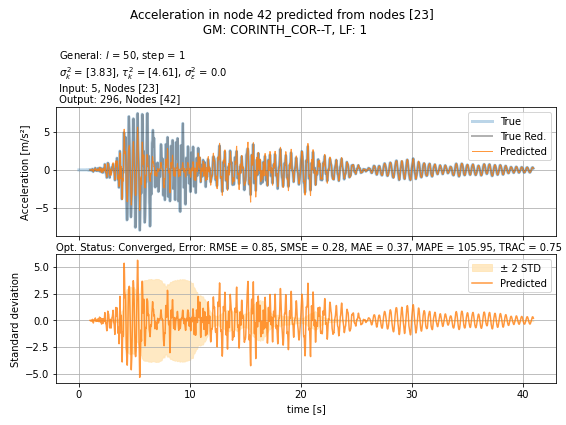 Acceleration in node 42 predicted from nodes [23]
GM: CORINTH_COR--T, LF: 1
General: l = 50, step = 1
σ²ₖ = [3.83], τ²ₖ = [4.61], σ²_ε = 0.0
Input: 5, Nodes [23]
Output: 296, Nodes [42]
Acceleration [m/s²]
5
0
−5
True
True Red.
Predicted
Opt. Status: Converged, Error: RMSE = 0.85, SMSE = 0.28, MAE = 0.37, MAPE = 105.95, TRAC = 0.75
Standard deviation
5.0
2.5
0.0
−2.5
−5.0
± 2 STD
Predicted
0 10 20 30 40
time [s]